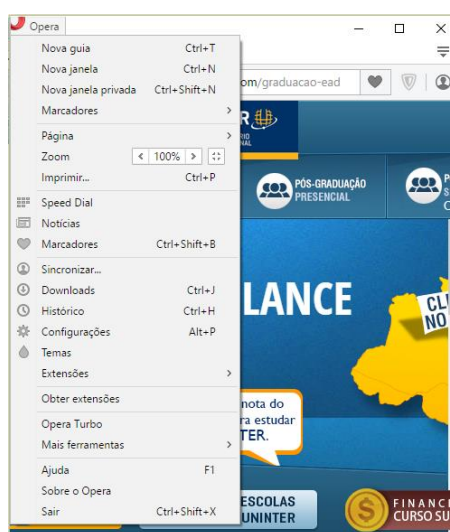 Opera
Nova guia Ctrl+T
Nova janela Ctrl+N
Nova janela privada Ctrl+Shift+N
Marcadores
Página
Zoom 100%
Imprimir... Ctrl+P
Speed Dial
Notícias
Marcadores Ctrl+Shift+B
Sincronizar...
Downloads Ctrl+J
Histórico Ctrl+H
Configurações Alt+P
Temas
Extensões
Obter extensões
Opera Turbo
Mais ferramentas
Ajuda F1
Sobre o Opera
Sair Ctrl+Shift+X
om/graduacao-ead
R
PÓS-GRADUAÇÃO
PRESENCIAL
LANCE
CLI
NO
nota do
ra estudar
TER.
ESCOLAS
UNINTER
FINANCE
CURSO SU